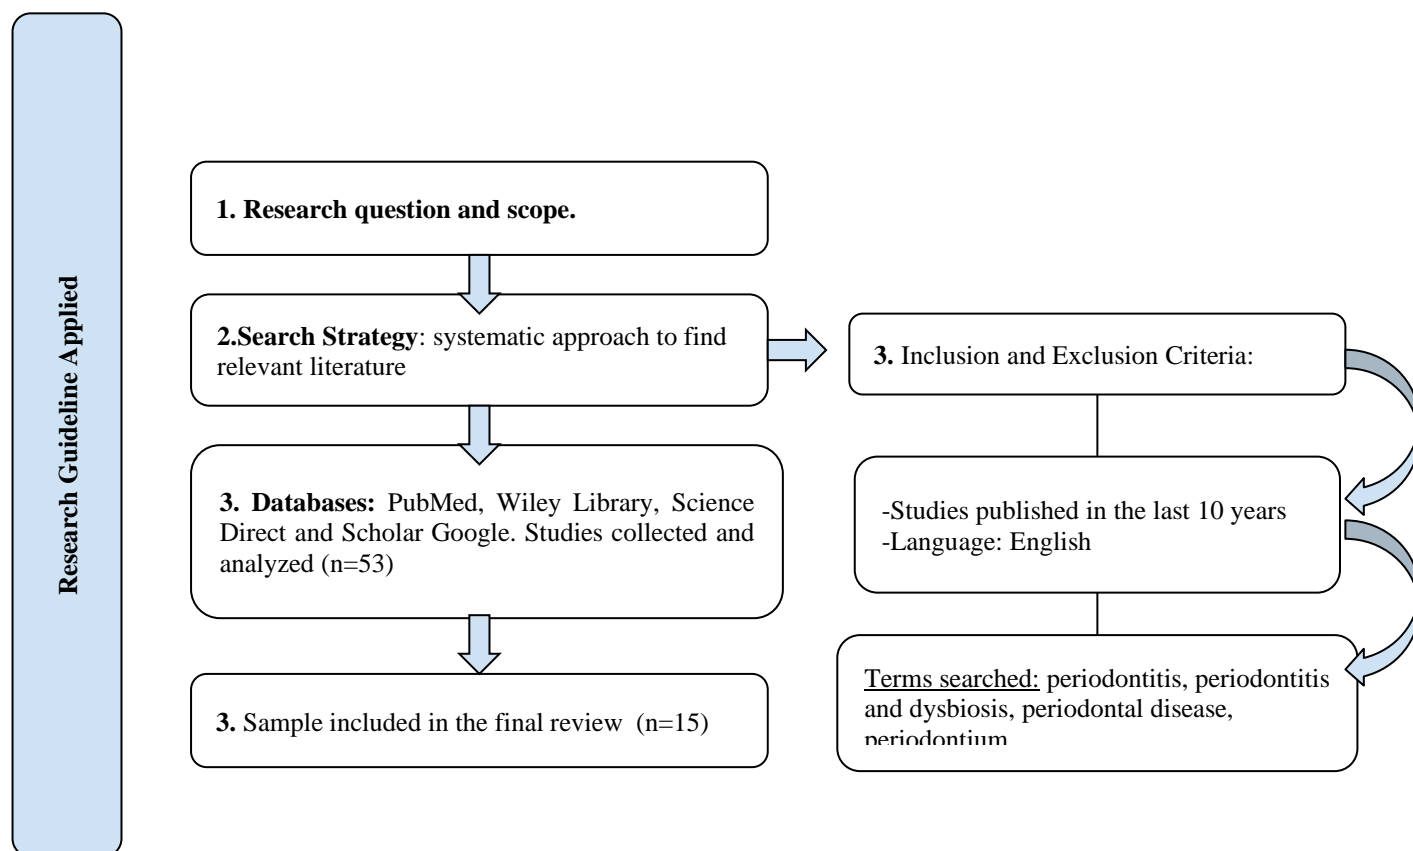 Research Guideline Applied
1. Research question and scope.
2.Search Strategy: systematic approach to find
relevant literature
3. Databases: PubMed, Wiley Library, Science
Direct and Scholar Google. Studies collected and
analyzed (n=53)
3. Sample included in the final review (n=15)
3. Inclusion and Exclusion Criteria:
-Studies published in the last 10 years
-Language: English
Terms searched: periodontitis, periodontitis
and dysbiosis, periodontal disease,
periodontium